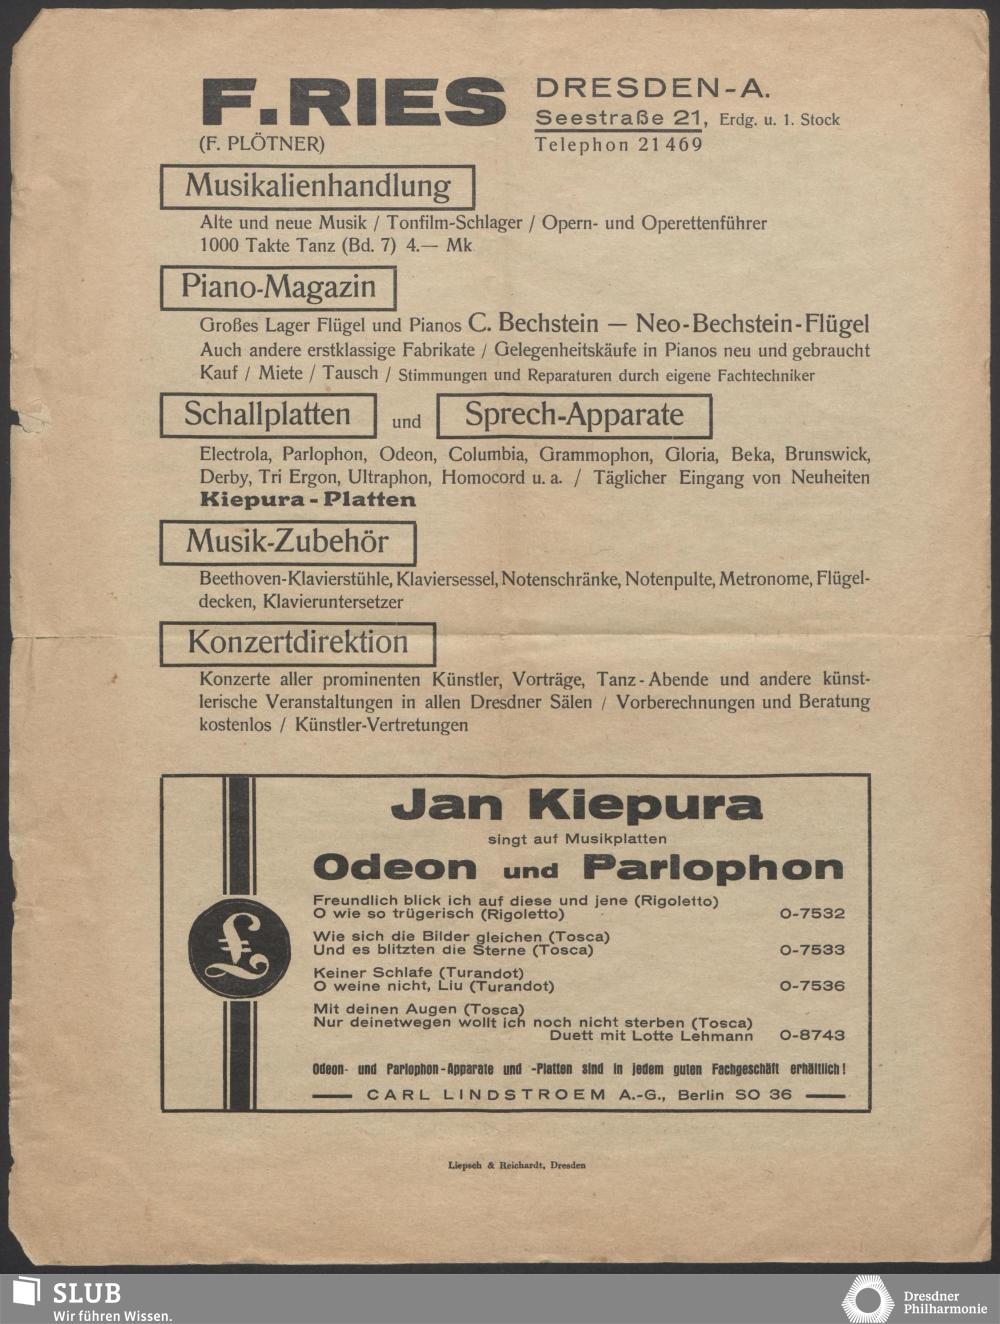 F. RIES
(F. PLÖTNER)
DRESDEN-A.
Seestraße 21, Erdg. u. 1. Stock
Telephon 21469
Musikalienhandlung
Alte und neue Musik / Tonfilm-Schlager / Opern- und Operettenführer
1000 Takte Tanz (Bd. 7) 4.— Mk
Piano-Magazin
Großes Lager Flügel und Pianos C. Bechstein — Neo-Bechstein-Flügel
Auch andere erstklassige Fabrikate / Gelegenheitskäufe in Pianos neu und gebraucht
Kauf / Miete / Tausch / Stimmungen und Reparaturen durch eigene Fachtechniker
Schallplatten und Sprech-Apparate
Electrola, Parlophon, Odeon, Columbia, Grammophon, Gloria, Beka, Brunswick,
Derby, Tri Ergon, Ultraphon, Homocord u. a. / Täglicher Eingang von Neuheiten
Kiepura-Platten
Musik-Zubehör
Beethoven-Klavierstühle, Klaviersessel, Notenschränke, Notenpulte, Metronome, Flügel-
decken, Klavieruntersetzer
Konzertdirektion
Konzerte aller prominenten Künstler, Vorträge, Tanz-Abende und andere künst-
lerische Veranstaltungen in allen Dresdner Sälen / Vorberechnungen und Beratung
kostenlos / Künstler-Vertretungen
£
Jan Kiepura
singt auf Musikplatten
Odeon und Parlophon
Freundlich blick ich auf diese und jene (Rigoletto)
O wie so trügerisch (Rigoletto) O-7532
Wie sich die Bilder gleichen (Tosca)
Und es blitzten die Sterne (Tosca) O-7533
Keiner Schlafe (Turandot)
O weine nicht, Liu (Turandot) O-7536
Mit deinen Augen (Tosca)
Nur deinetwegen wollt ich noch nicht sterben (Tosca)
Duett mit Lotte Lehmann O-8743
Odeon- und Parlophon-Apparate und -Platten sind in jedem guten Fachgeschäft erhältlich!
— CARL LINDSTROEM A.-G., Berlin SO 36 —
Liepsch & Reichardt, Dresden
SLUB
Wir führen Wissen.
Dresdner
Philharmonie